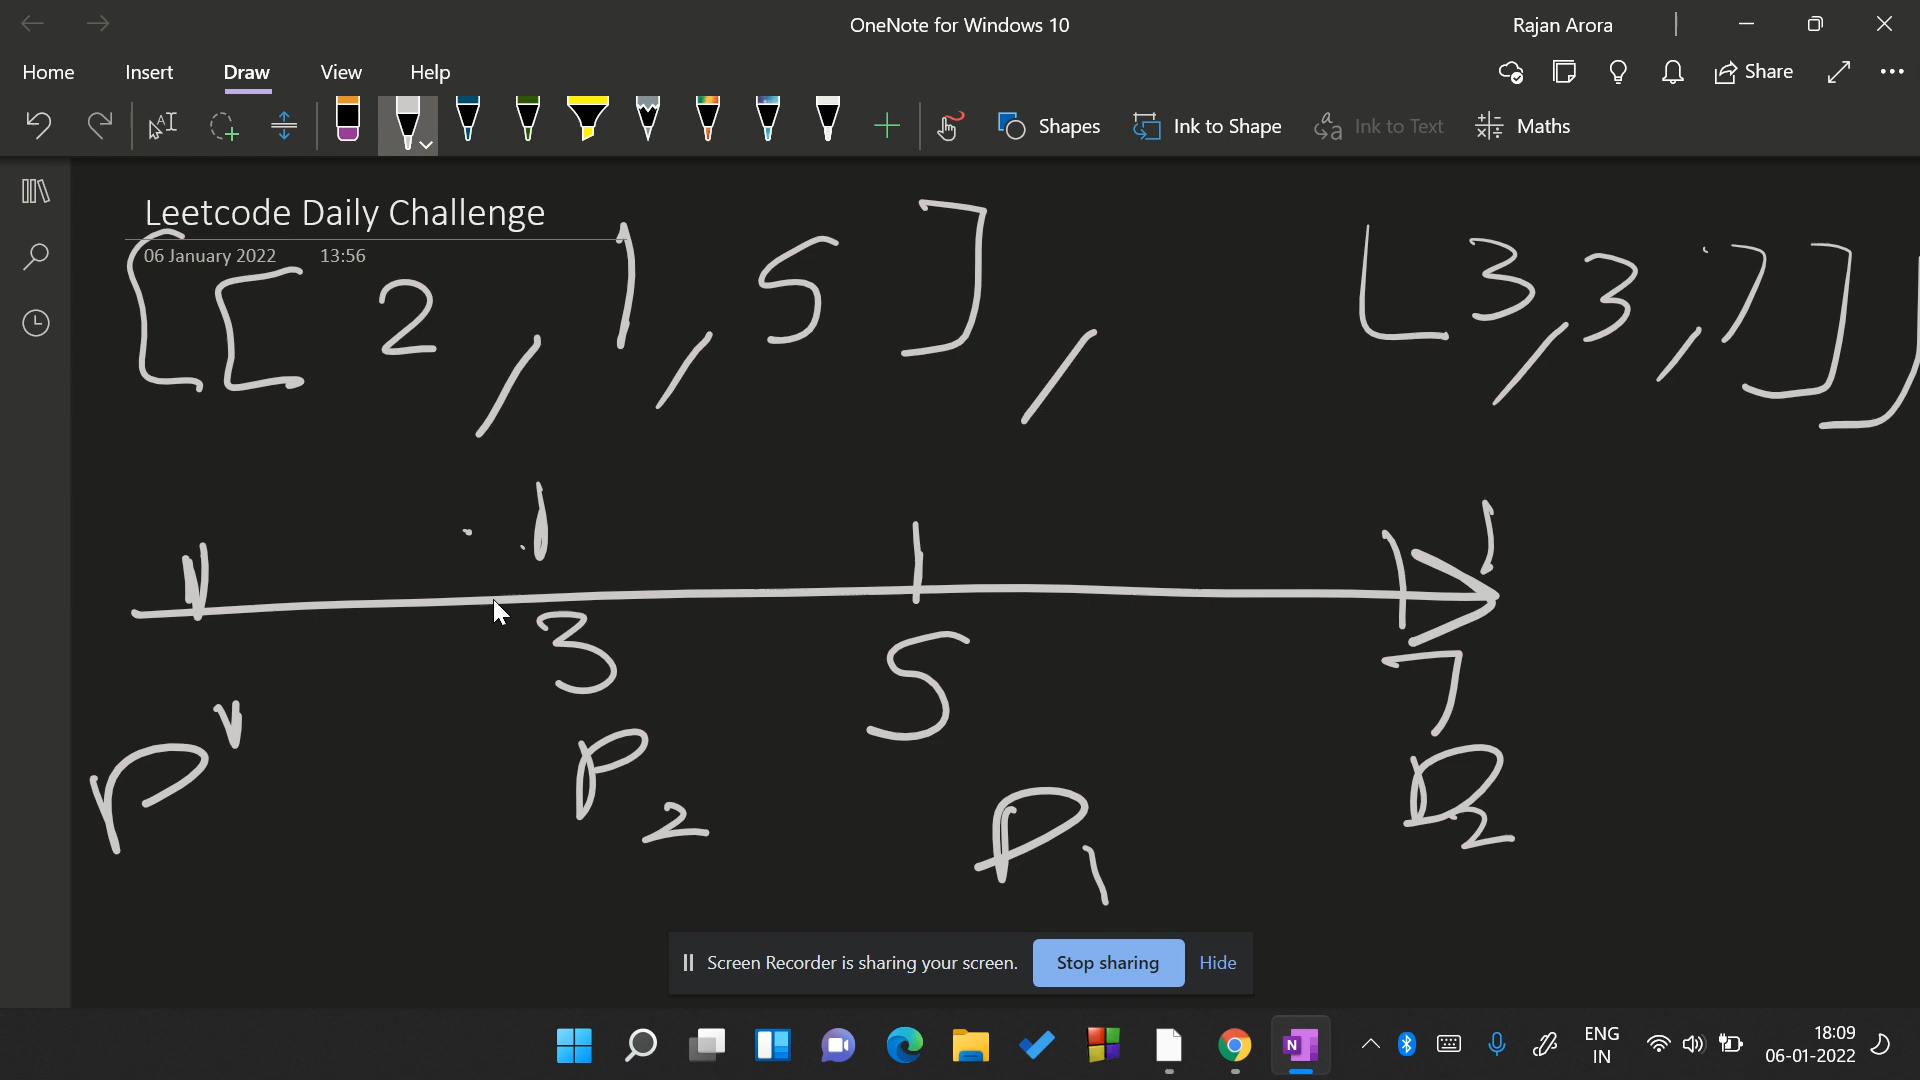 OneNote for Windows 10
Rajan Arora
Home Insert Draw View Help
Share
Shapes Ink to Shape Ink to Text Maths
Leetcode Daily Challenge
06 January 2022 13:56
[[2,1,5], [3,3,7]]
3 5 7
P1 P2 P1 P2
Screen Recorder is sharing your screen. Stop sharing Hide
ENG
IN
18:09
06-01-2022